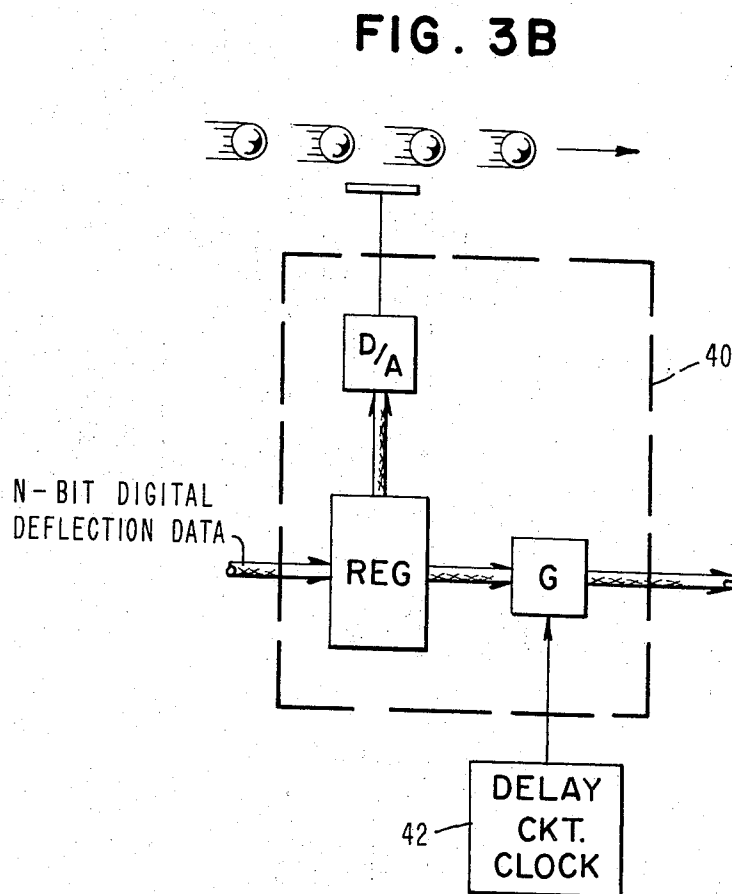 FIG. 3B
D/A
40
N-BIT DIGITAL
DEFLECTION DATA
REG
G
DELAY
CKT.
CLOCK
42